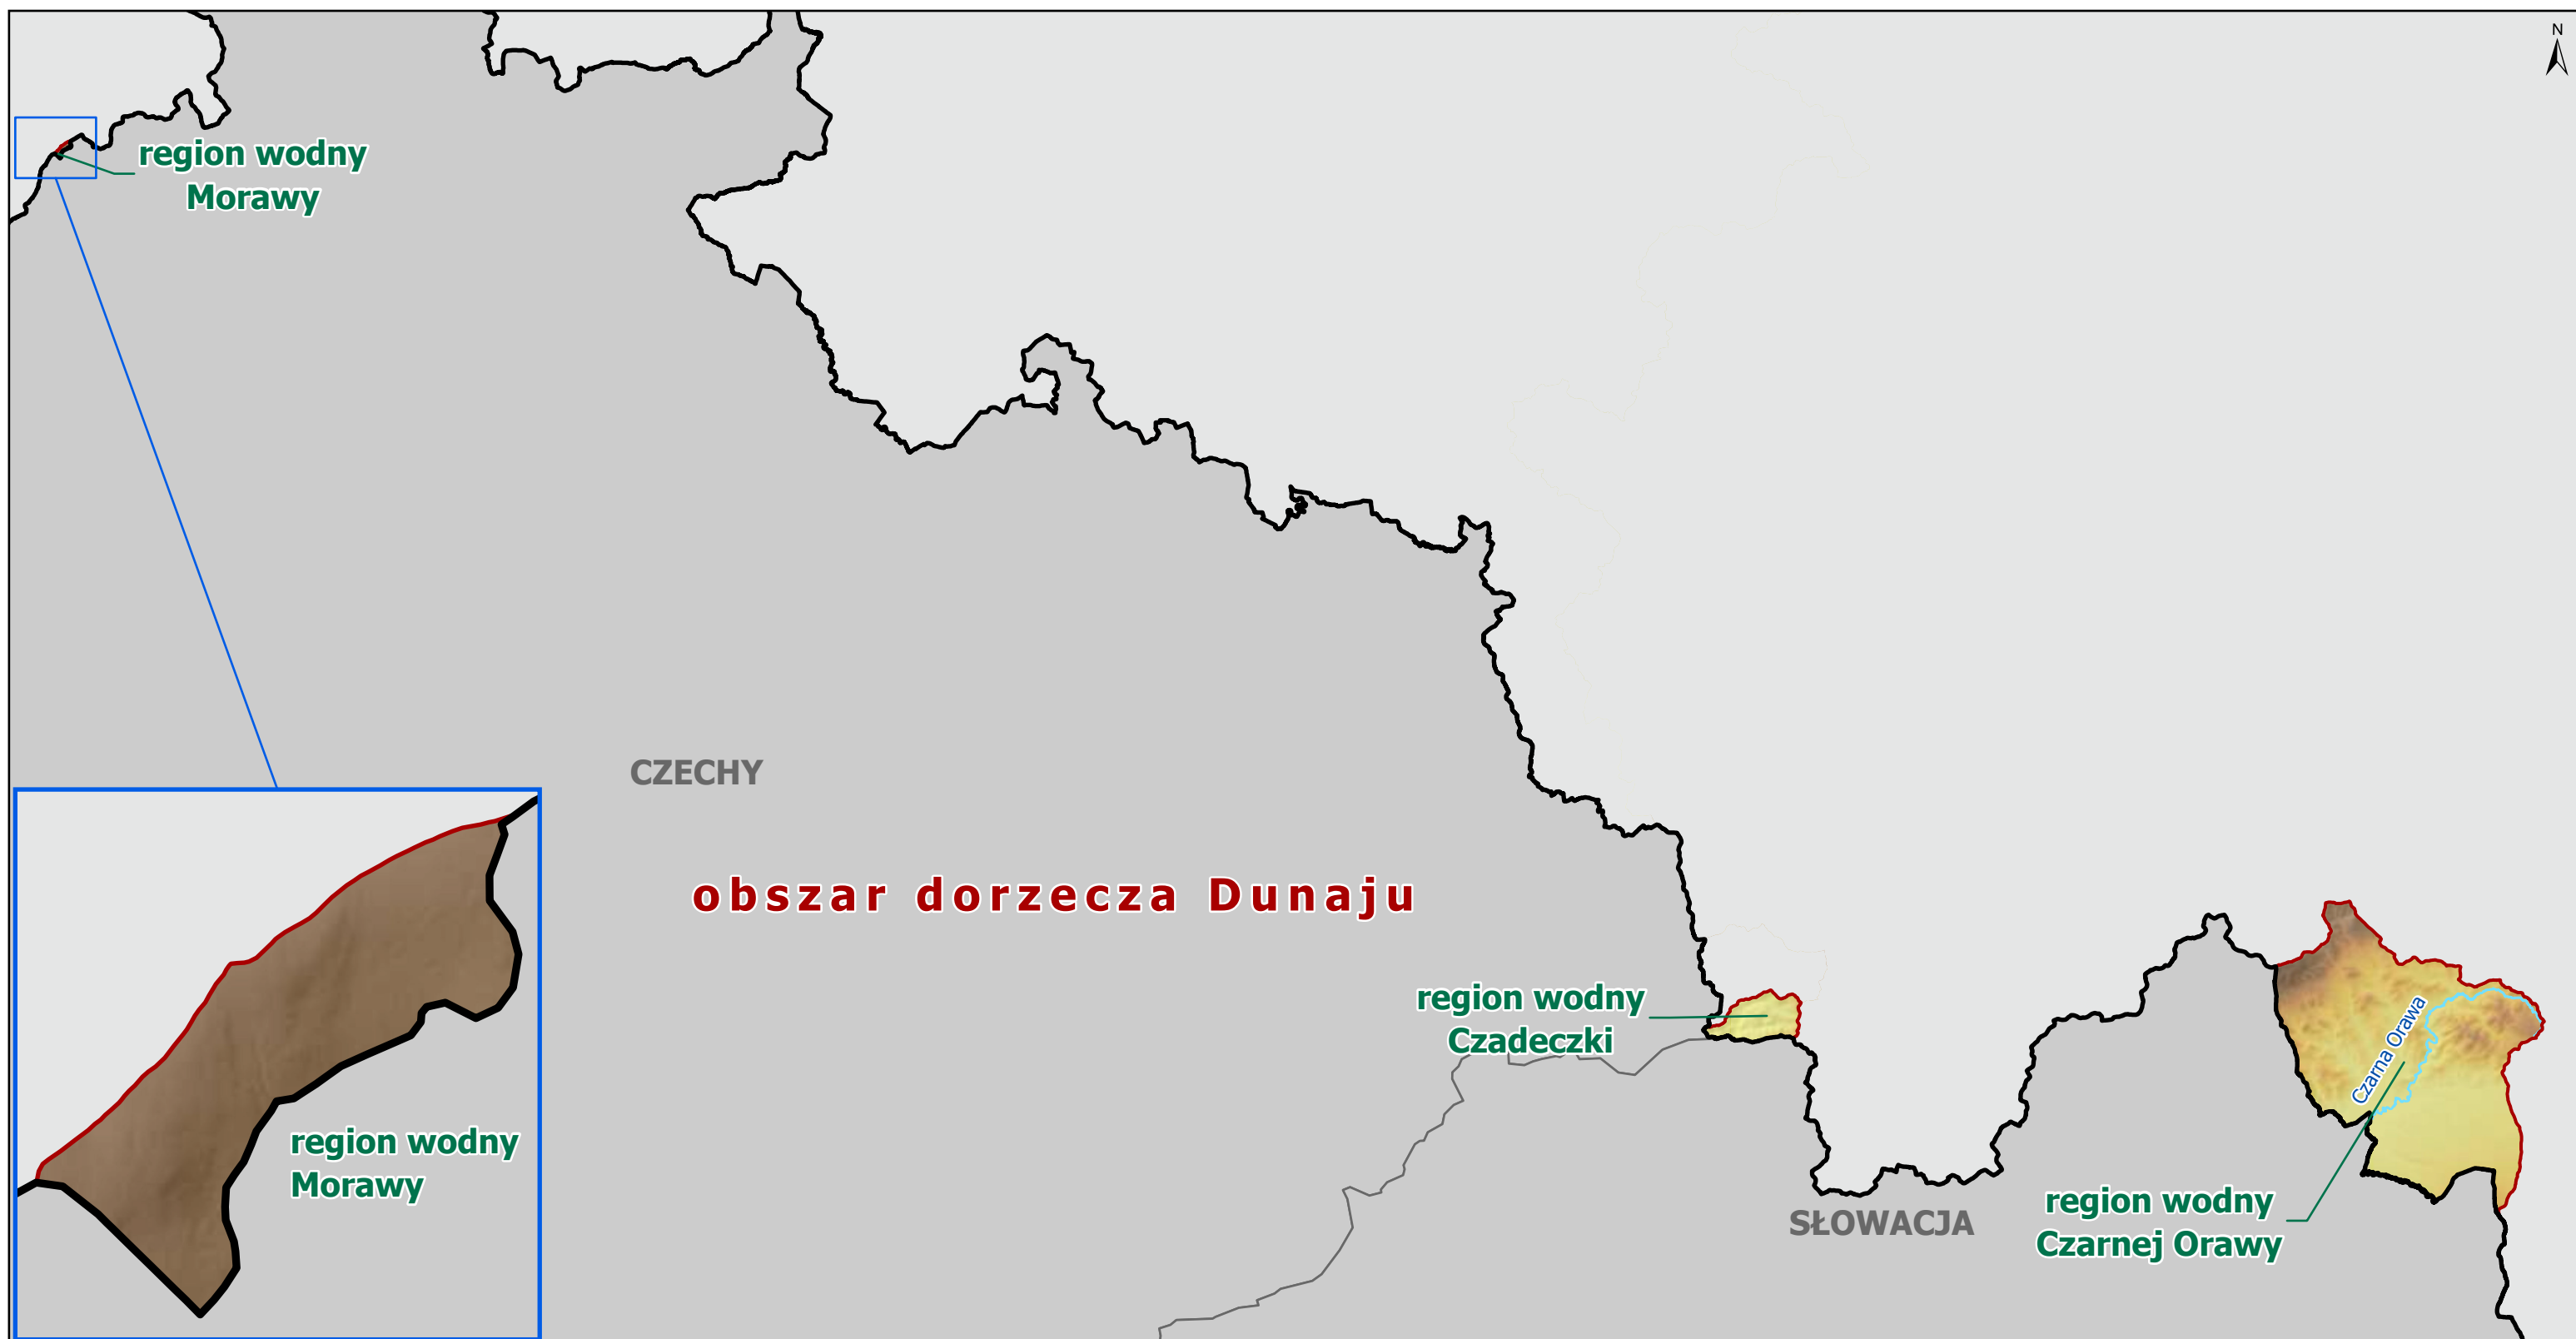 N
region wodny
Morawy
CZECHY
obszar dorzecza Dunaju
region wodny
Czadeczki
Czarna Orawa
region wodny
Morawy
SŁOWACJA
region wodny
Czarnej Orawy